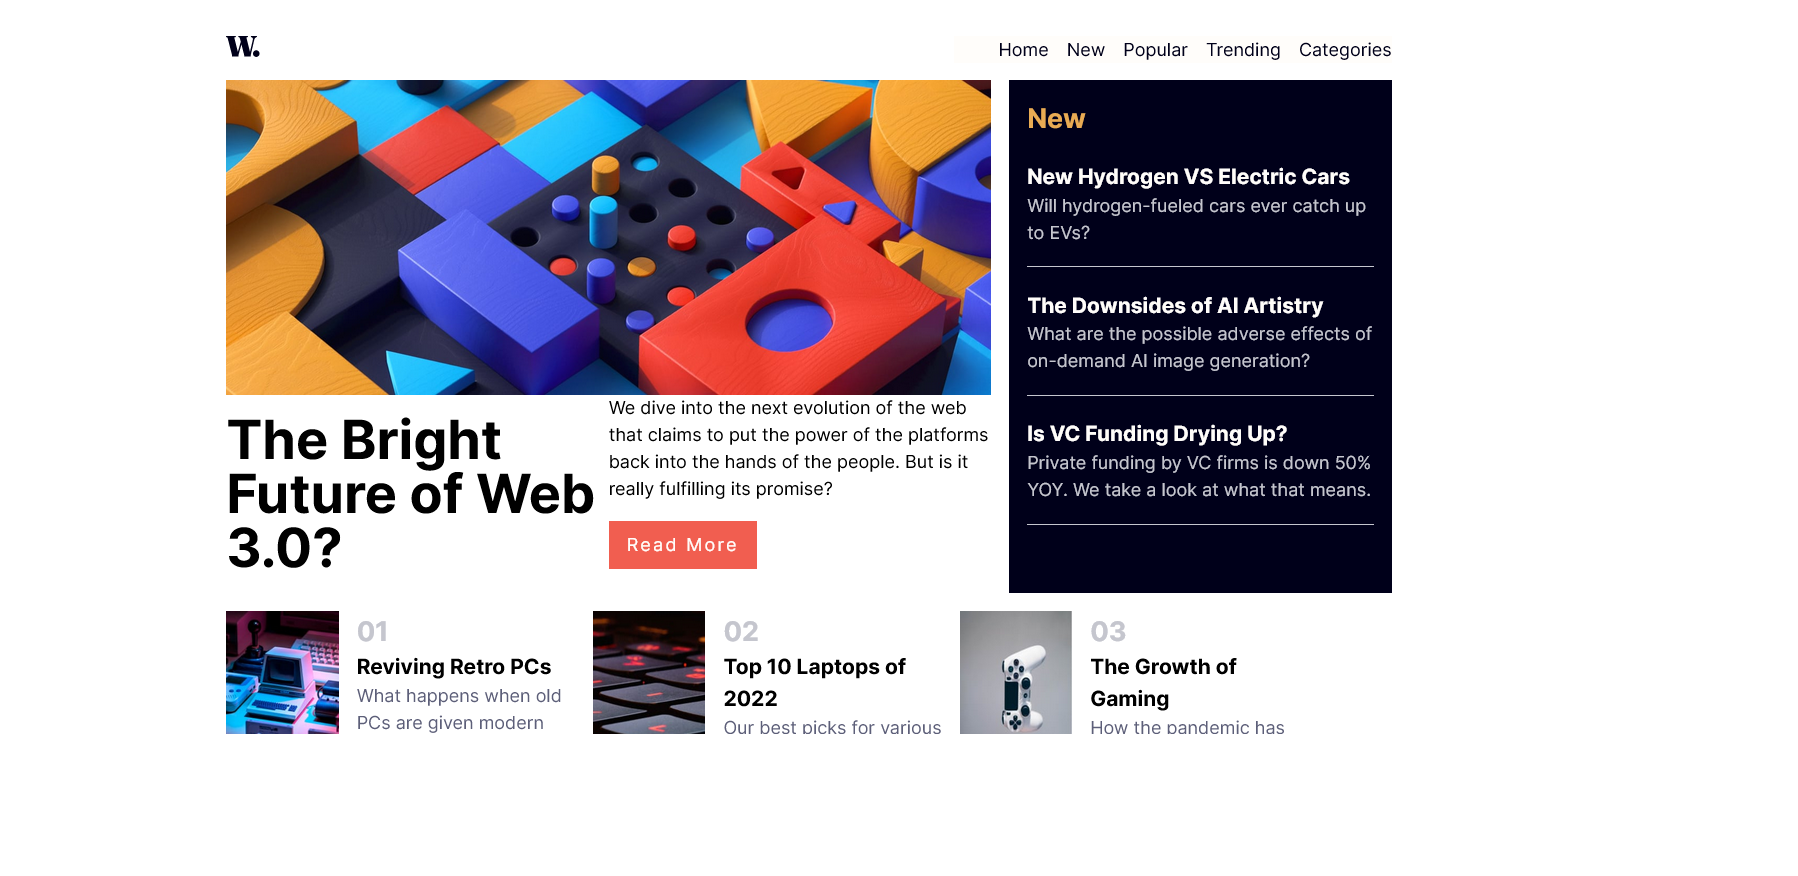 W.
Home New Popular Trending Categories
The Bright
Future of Web
3.0?
We dive into the next evolution of the web
that claims to put the power of the platforms
back into the hands of the people. But is it
really fulfilling its promise?
Read More
New
New Hydrogen VS Electric Cars
Will hydrogen-fueled cars ever catch up
to EVs?
The Downsides of AI Artistry
What are the possible adverse effects of
on-demand AI image generation?
Is VC Funding Drying Up?
Private funding by VC firms is down 50%
YOY. We take a look at what that means.
01
Reviving Retro PCs
What happens when old
PCs are given modern
02
Top 10 Laptops of
2022
Our best picks for various
03
The Growth of
Gaming
How the pandemic has